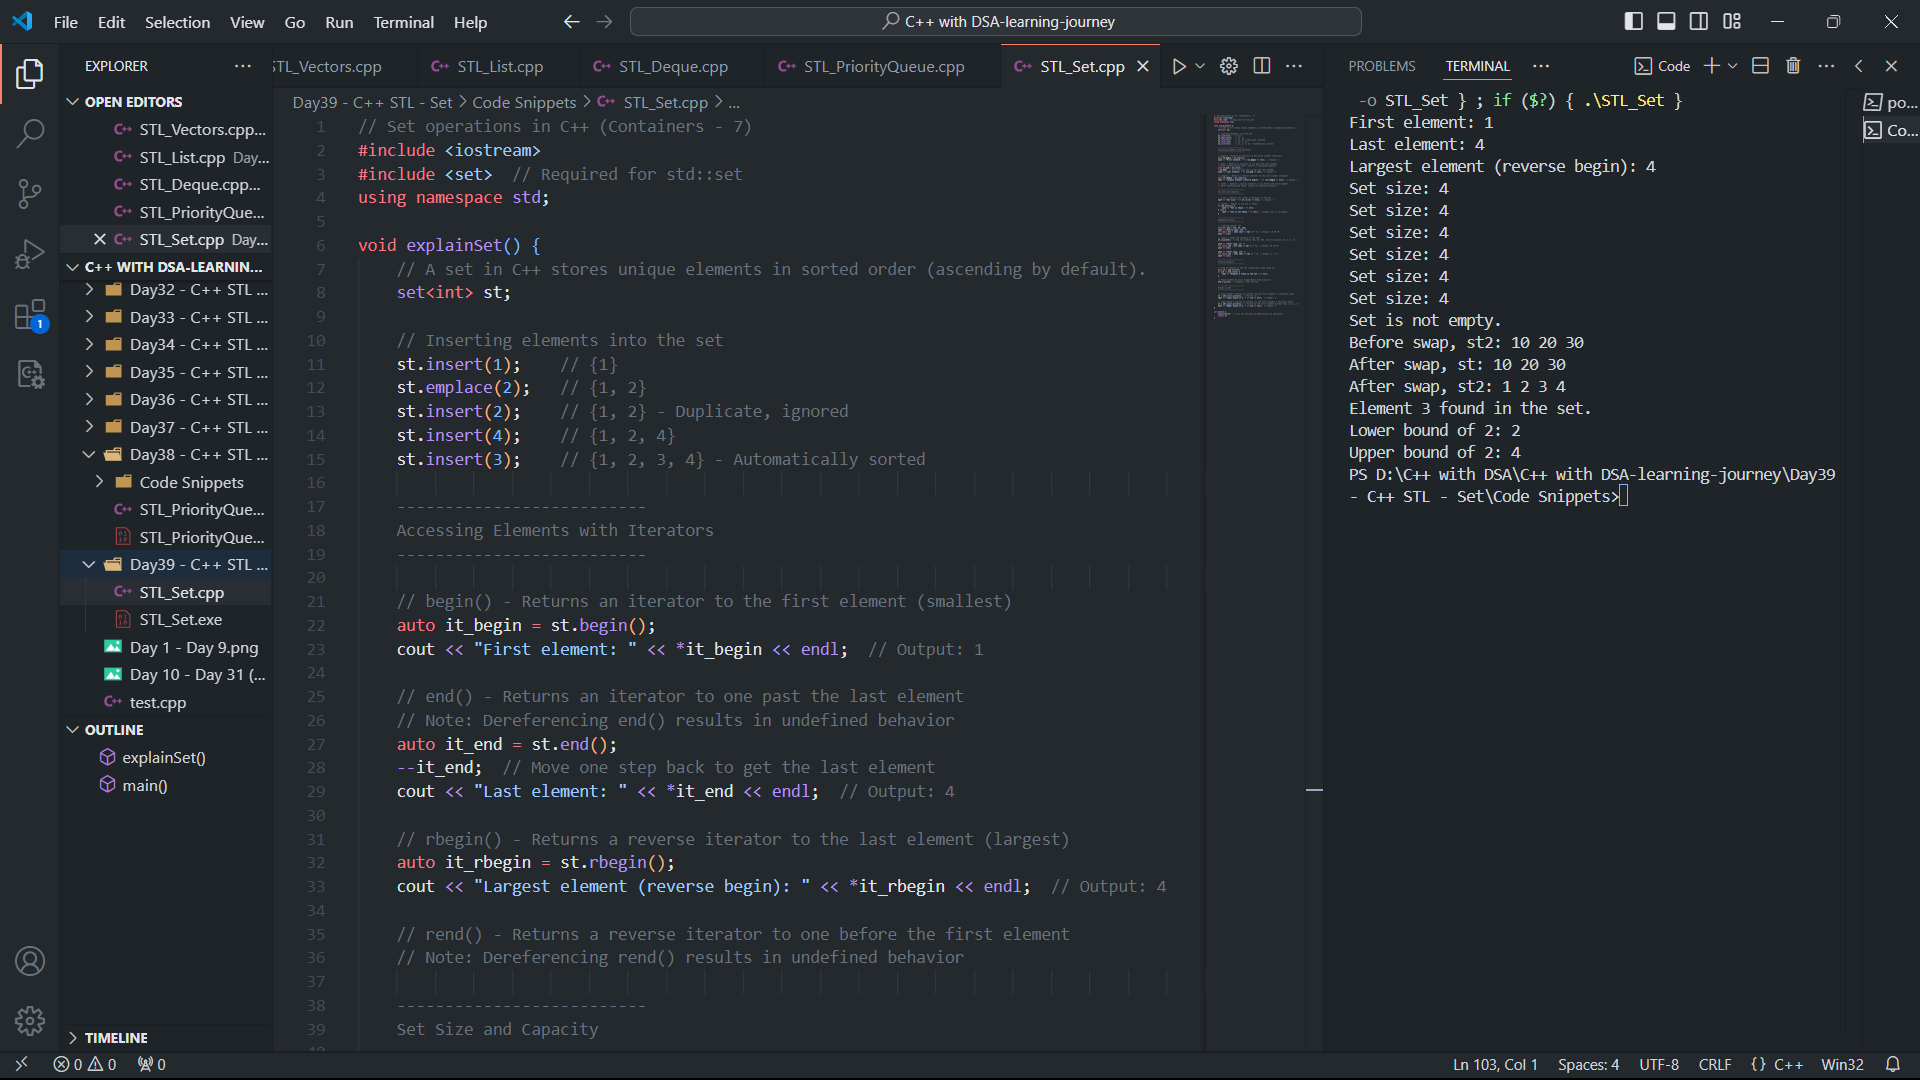 File Edit Selection View Go Run Terminal Help
C++ with DSA-learning-journey
EXPLORER
OPEN EDITORS
STL_Vectors.cpp...
STL_List.cpp Day...
STL_Deque.cpp...
STL_PriorityQue...
STL_Set.cpp Day...
C++ WITH DSA-LEARNIN...
Day32 - C++ STL ...
Day33 - C++ STL ...
Day34 - C++ STL ...
Day35 - C++ STL ...
Day36 - C++ STL ...
Day37 - C++ STL ...
Day38 - C++ STL ...
Code Snippets
STL_PriorityQue...
STL_PriorityQue...
Day39 - C++ STL ...
STL_Set.cpp
STL_Set.exe
Day 1 - Day 9.png
Day 10 - Day 31 (...
test.cpp
OUTLINE
explainSet()
main()
TIMELINE
1
STL_Vectors.cpp
STL_List.cpp
STL_Deque.cpp
STL_PriorityQueue.cpp
STL_Set.cpp
Day39 - C++ STL - Set > Code Snippets > STL_Set.cpp > ...
1 // Set operations in C++ (Containers - 7)
2 #include <iostream>
3 #include <set>  // Required for std::set
4 using namespace std;
5
6 void explainSet() {
7 // A set in C++ stores unique elements in sorted order (ascending by default).
8 set<int> st;
9
10 // Inserting elements into the set
11 st.insert(1);    // {1}
12 st.emplace(2);   // {1, 2}
13 st.insert(2);    // {1, 2} - Duplicate, ignored
14 st.insert(4);    // {1, 2, 4}
15 st.insert(3);    // {1, 2, 3, 4} - Automatically sorted
16
17 --------------------------
18 Accessing Elements with Iterators
19 --------------------------
20
21 // begin() - Returns an iterator to the first element (smallest)
22 auto it_begin = st.begin();
23 cout << "First element: " << *it_begin << endl;  // Output: 1
24
25 // end() - Returns an iterator to one past the last element
26 // Note: Dereferencing end() results in undefined behavior
27 auto it_end = st.end();
28 --it_end;  // Move one step back to get the last element
29 cout << "Last element: " << *it_end << endl;  // Output: 4
30
31 // rbegin() - Returns a reverse iterator to the last element (largest)
32 auto it_rbegin = st.rbegin();
33 cout << "Largest element (reverse begin): " << *it_rbegin << endl;  // Output: 4
34
35 // rend() - Returns a reverse iterator to one before the first element
36 // Note: Dereferencing rend() results in undefined behavior
37
38 --------------------------
39 Set Size and Capacity
PROBLEMS TERMINAL
Code
-o STL_Set } ; if ($?) { .\STL_Set }
First element: 1
Last element: 4
Largest element (reverse begin): 4
Set size: 4
Set size: 4
Set size: 4
Set size: 4
Set size: 4
Set size: 4
Set is not empty.
Before swap, st2: 10 20 30
After swap, st: 10 20 30
After swap, st2: 1 2 3 4
Element 3 found in the set.
Lower bound of 2: 2
Upper bound of 2: 4
PS D:\C++ with DSA\C++ with DSA-learning-journey\Day39
- C++ STL - Set\Code Snippets>
po...
Co...
0 0 0
Ln 103, Col 1 Spaces: 4 UTF-8 CRLF {} C++ Win32